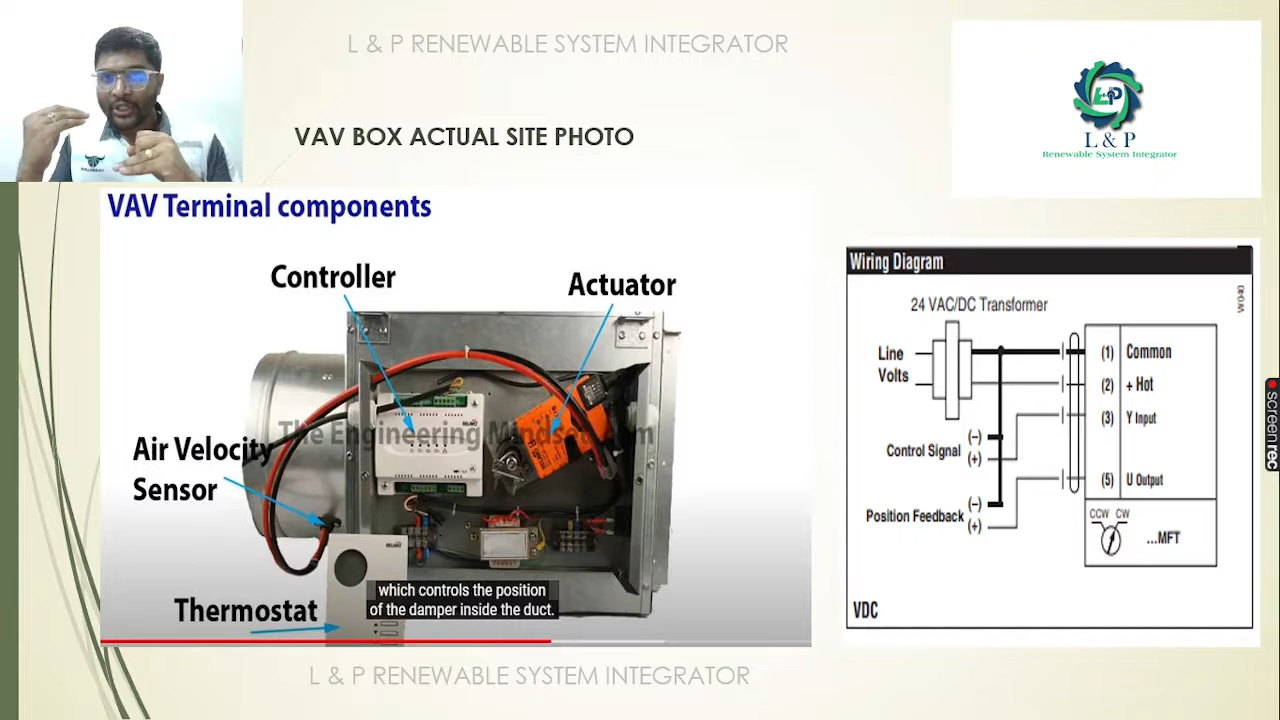 L & P RENEWABLE SYSTEM INTEGRATOR
L & P
Renewable System Integrator
VAV BOX ACTUAL SITE PHOTO
VAV Terminal components
Controller
Actuator
Air Velocity
Sensor
Thermostat
BELIMO
The Engineering Mindset.com
which controls the position
of the damper inside the duct.
Wiring Diagram
W040
24 VAC/DC Transformer
Line
Volts
(1) Common
(2) + Hot
(3) Y Input
Control Signal (–)
(+)
(5) U Output
Position Feedback (–)
(+)
CCW CW
...MFT
VDC
L & P RENEWABLE SYSTEM INTEGRATOR
screenrec